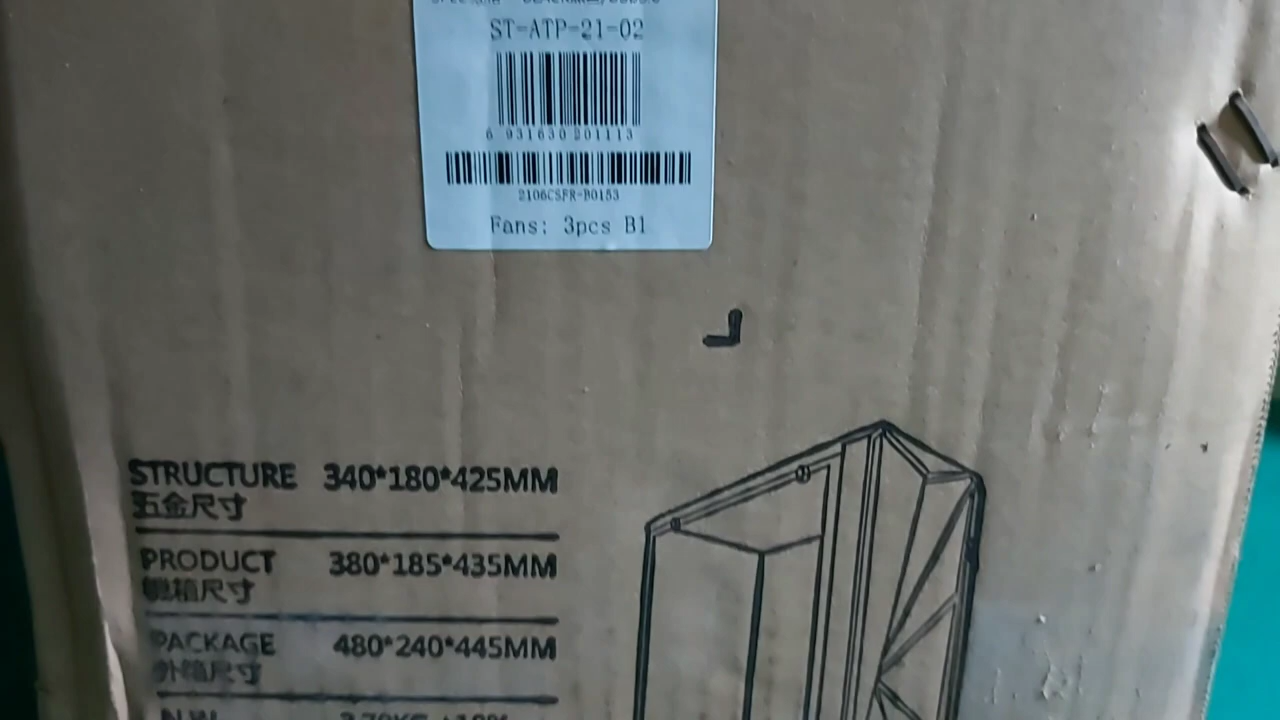 ST-ATP-21-02
6 931630 201113
2106CSFR-B0153
Fans: 3pcs B1
STRUCTURE 340*180*425MM
五金尺寸
PRODUCT 380*185*435MM
箱尺寸
PACKAGE 480*240*445MM
外箱尺寸
N.W